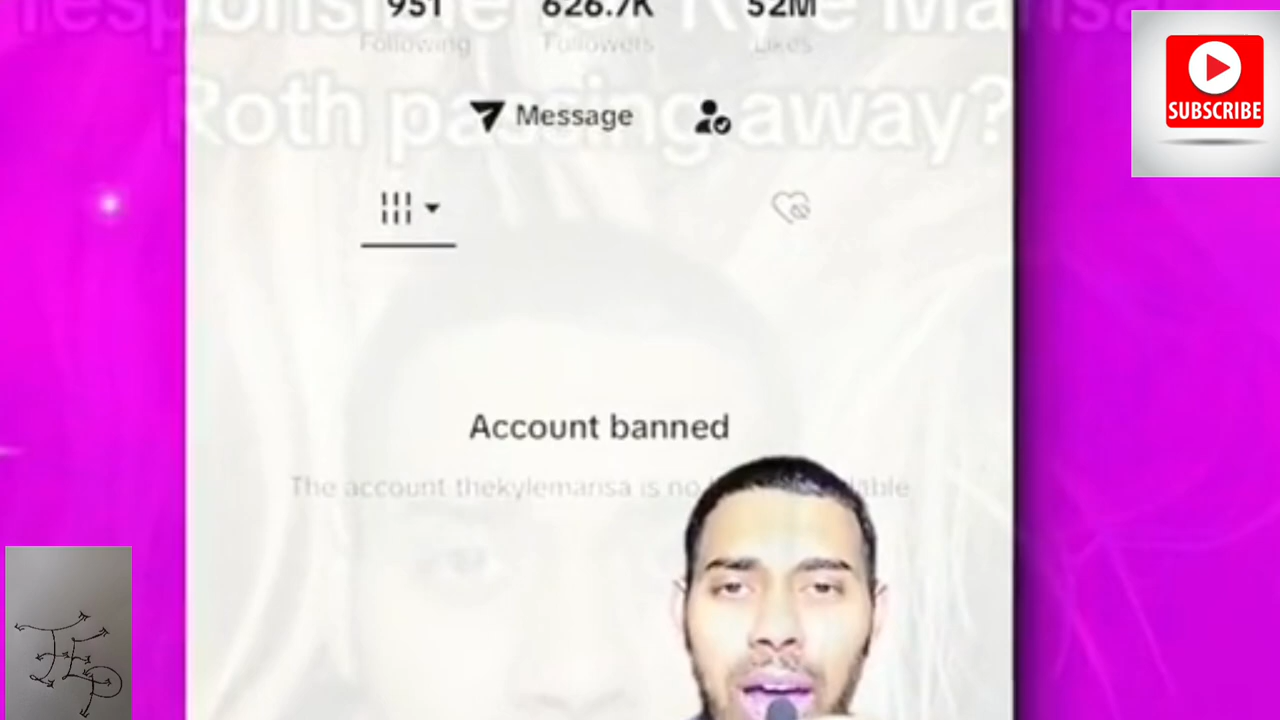 951 626.7K 52M
Following Followers Likes
Roth passing away?
Message
SUBSCRIBE
Account banned
The account thekylemansa is no